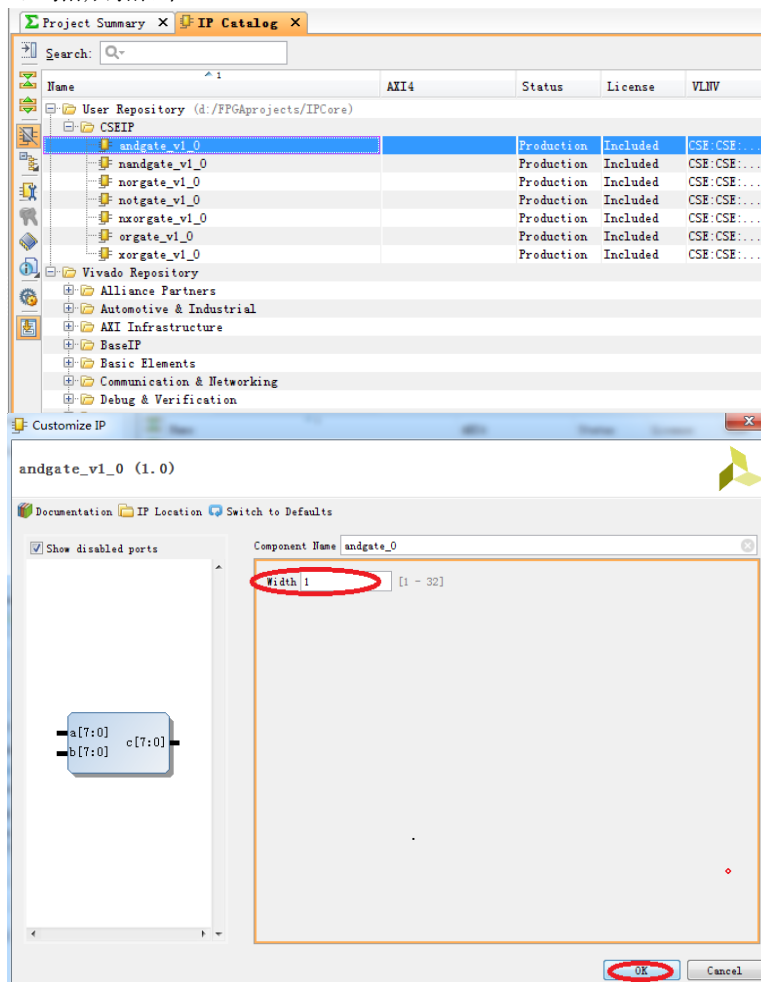 Project Summary × IP Catalog ×
Search: Q-
Name ^1 AXI4 Status License VLNV
User Repository (d:/FPGAprojects/IPCore)
CSEIP
andgate_v1_0 Production Included CSE:CSE:...
nandgate_v1_0 Production Included CSE:CSE:...
norgate_v1_0 Production Included CSE:CSE:...
notgate_v1_0 Production Included CSE:CSE:...
nxorgate_v1_0 Production Included CSE:CSE:...
orgate_v1_0 Production Included CSE:CSE:...
xorgate_v1_0 Production Included CSE:CSE:...
Vivado Repository
Alliance Partners
Automotive & Industrial
AXI Infrastructure
BaseIP
Basic Elements
Communication & Networking
Debug & Verification
Customize IP
andgate_v1_0 (1.0)
Documentation IP Location Switch to Defaults
Show disabled ports
Component Name andgate_0
Width 1 [1 - 32]
a[7:0]
b[7:0]
c[7:0]
OK Cancel